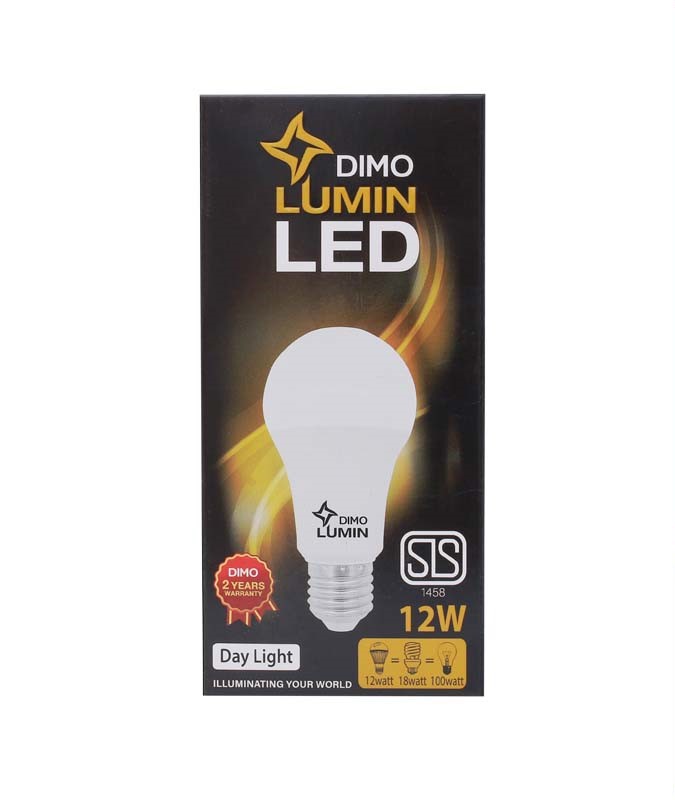 DIMO
LUMIN
LED
DIMO
LUMIN
SLS
1458
DIMO
2 YEARS
WARRANTY
12W
Day Light
12watt = 18watt = 100watt
ILLUMINATING YOUR WORLD